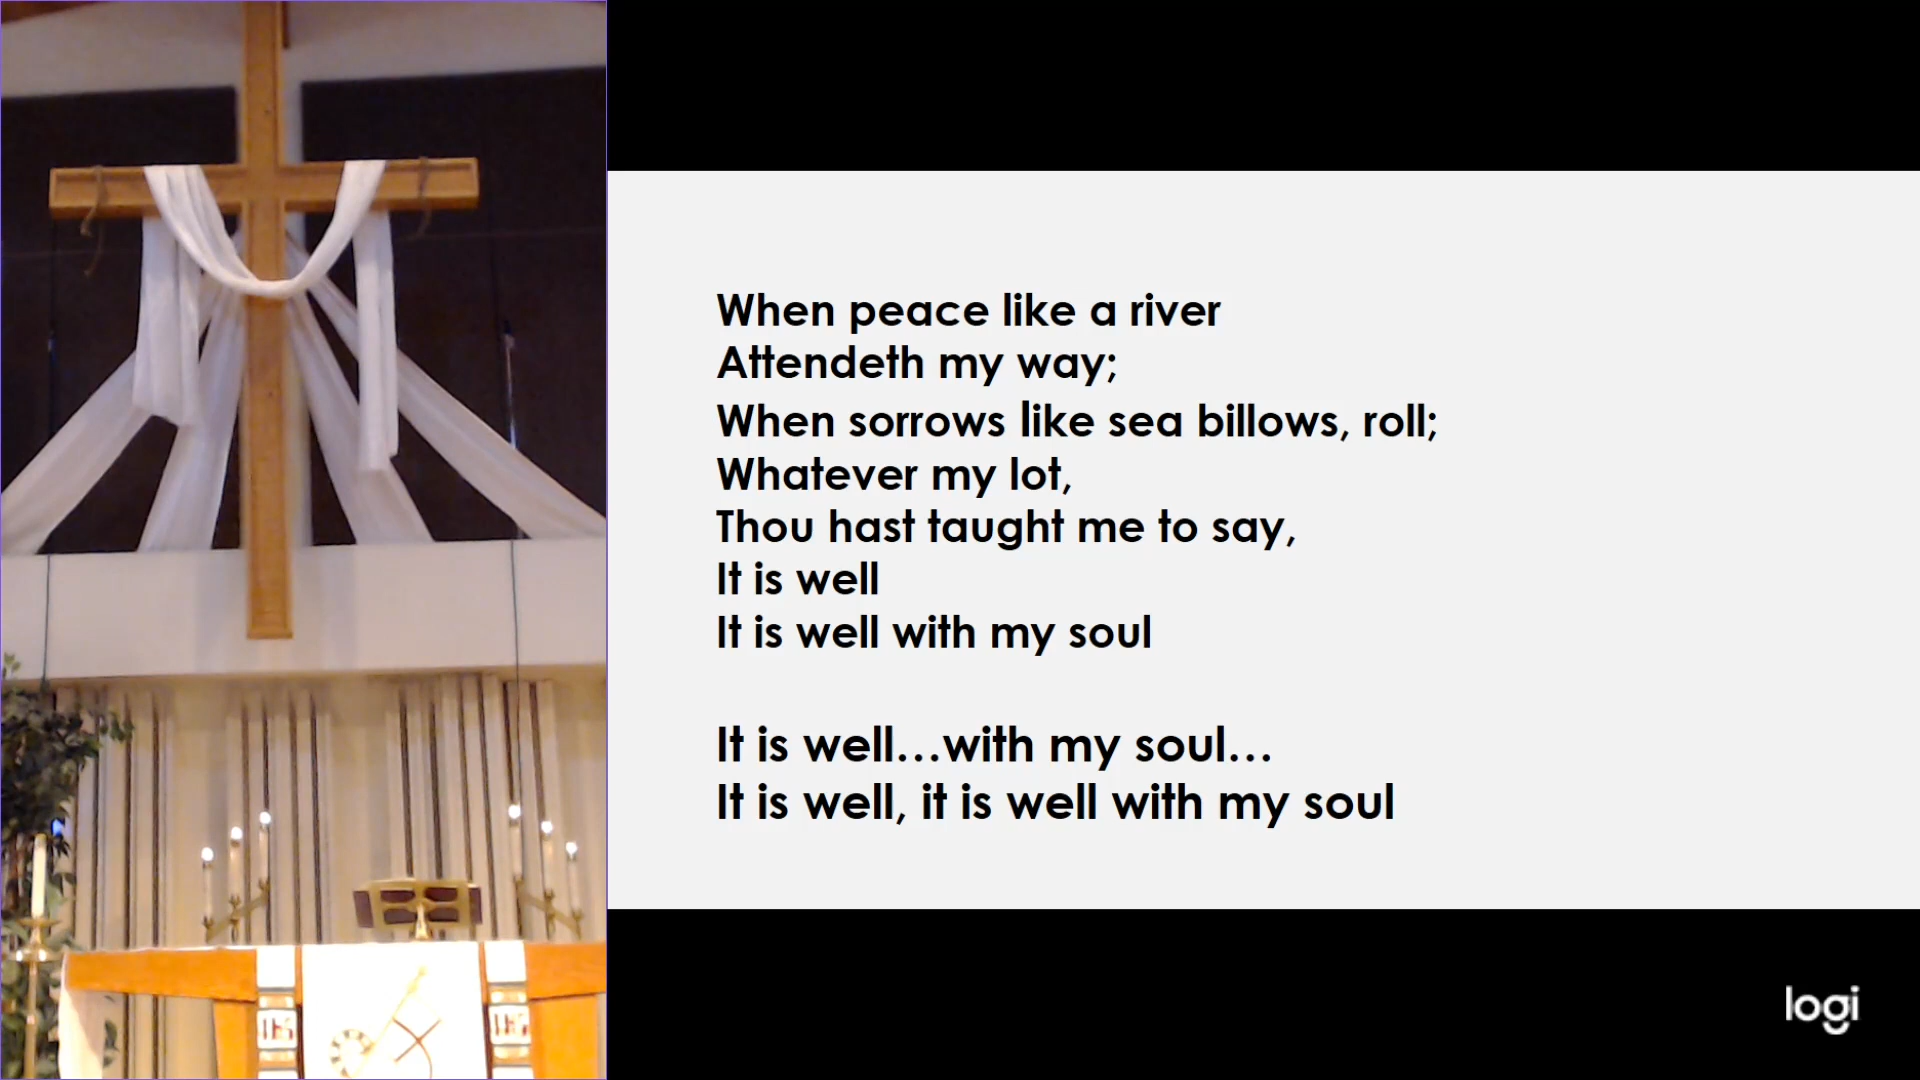 When peace like a river
Attendeth my way;
When sorrows like sea billows, roll;
Whatever my lot,
Thou hast taught me to say,
It is well
It is well with my soul

It is well…with my soul…
It is well, it is well with my soul
logi